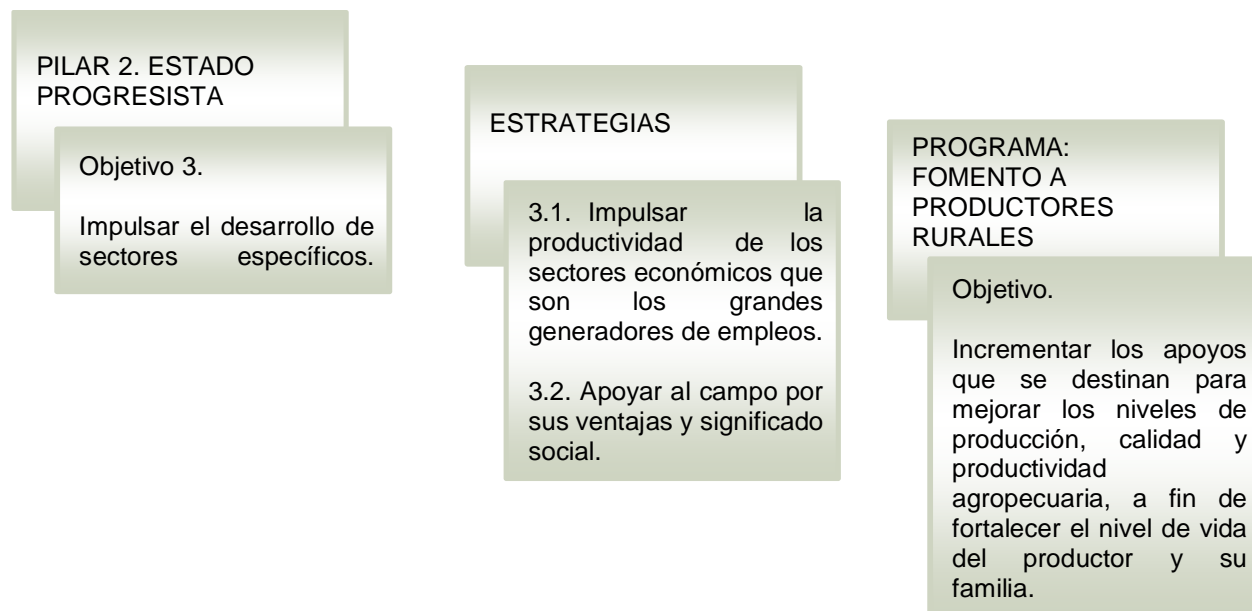 PILAR 2. ESTADO
PROGRESISTA
Objetivo 3.
Impulsar el desarrollo de
sectores específicos.
ESTRATEGIAS
3.1. Impulsar la
productividad de los
sectores económicos que
son los grandes
generadores de empleos.
3.2. Apoyar al campo por
sus ventajas y significado
social.
PROGRAMA:
FOMENTO A
PRODUCTORES
RURALES
Objetivo.
Incrementar los apoyos
que se destinan para
mejorar los niveles de
producción, calidad y
productividad
agropecuaria, a fin de
fortalecer el nivel de vida
del productor y su
familia.